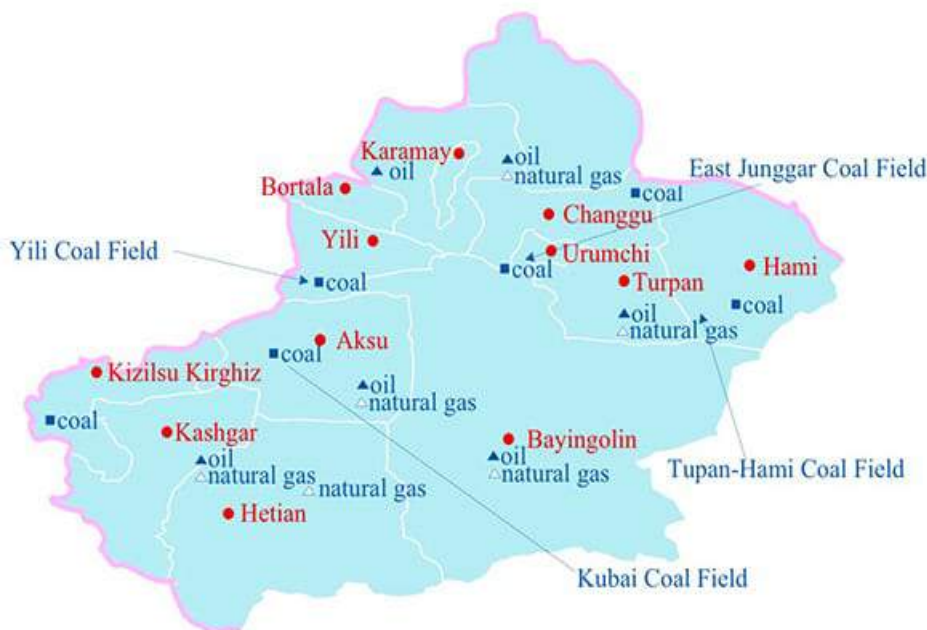 Karamay
oil
oil
natural gas
East Junggar Coal Field
Bortala
coal
Changgu
Yili
Urumchi
Yili Coal Field
coal
Hami
coal
Turpan
coal
oil
natural gas
Aksu
coal
Kizilsu Kirghiz
oil
natural gas
coal
Kashgar
Bayingolin
oil
natural gas
oil
natural gas
natural gas
Tupan-Hami Coal Field
Hetian
Kubai Coal Field